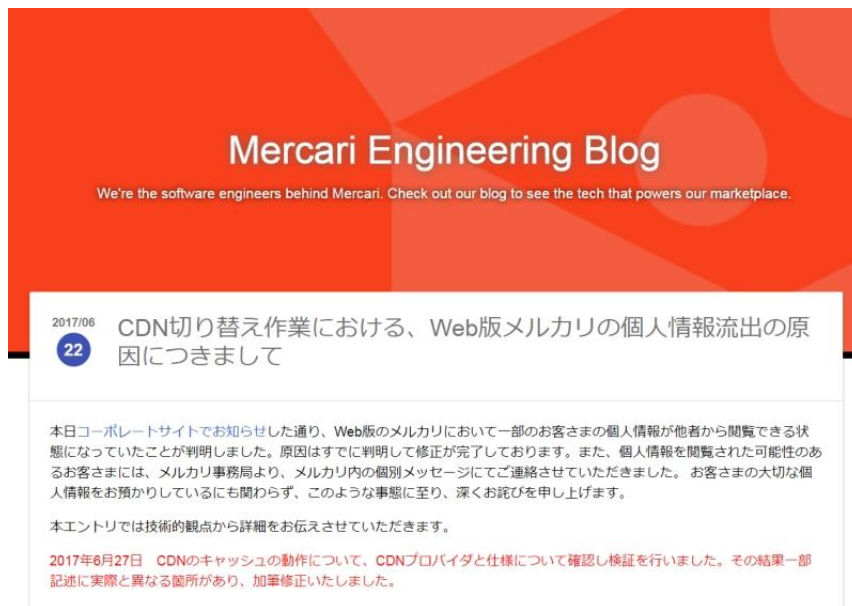 Mercari Engineering Blog
We're the software engineers behind Mercari. Check out our blog to see the tech that powers our marketplace.
2017/06
22
CDN切り替え作業における、Web版メルカリの個人情報流出の原
因につきまして
本日コーポレートサイトでお知らせした通り、Web版のメルカリにおいて一部のお客さまの個人情報が他者から閲覧できる状
態になっていたことが判明しました。原因はすでに判明して修正が完了しております。また、個人情報を閲覧された可能性のあ
るお客さまには、メルカリ事務局より、メルカリ内の個別メッセージにてご連絡させていただきました。 お客さまの大切な個
人情報をお預かりしているにも関わらず、このような事態に至り、深くお詫びを申し上げます。
本エントリでは技術的観点から詳細をお伝えさせていただきます。
2017年6月27日　CDNのキャッシュの動作について、CDNプロバイダと仕様について確認し検証を行いました。その結果一部
記述に実際と異なる箇所があり、加筆修正いたしました。